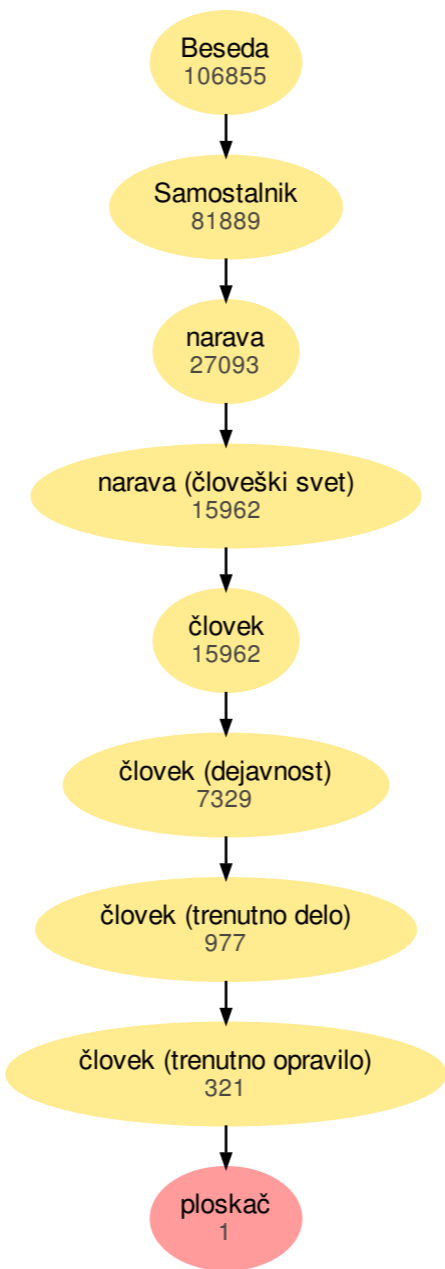 Beseda
106855
Samostalnik
81889
narava
27093
narava (človeški svet)
15962
človek
15962
človek (dejavnost)
7329
človek (trenutno delo)
977
človek (trenutno opravilo)
321
ploskač
1